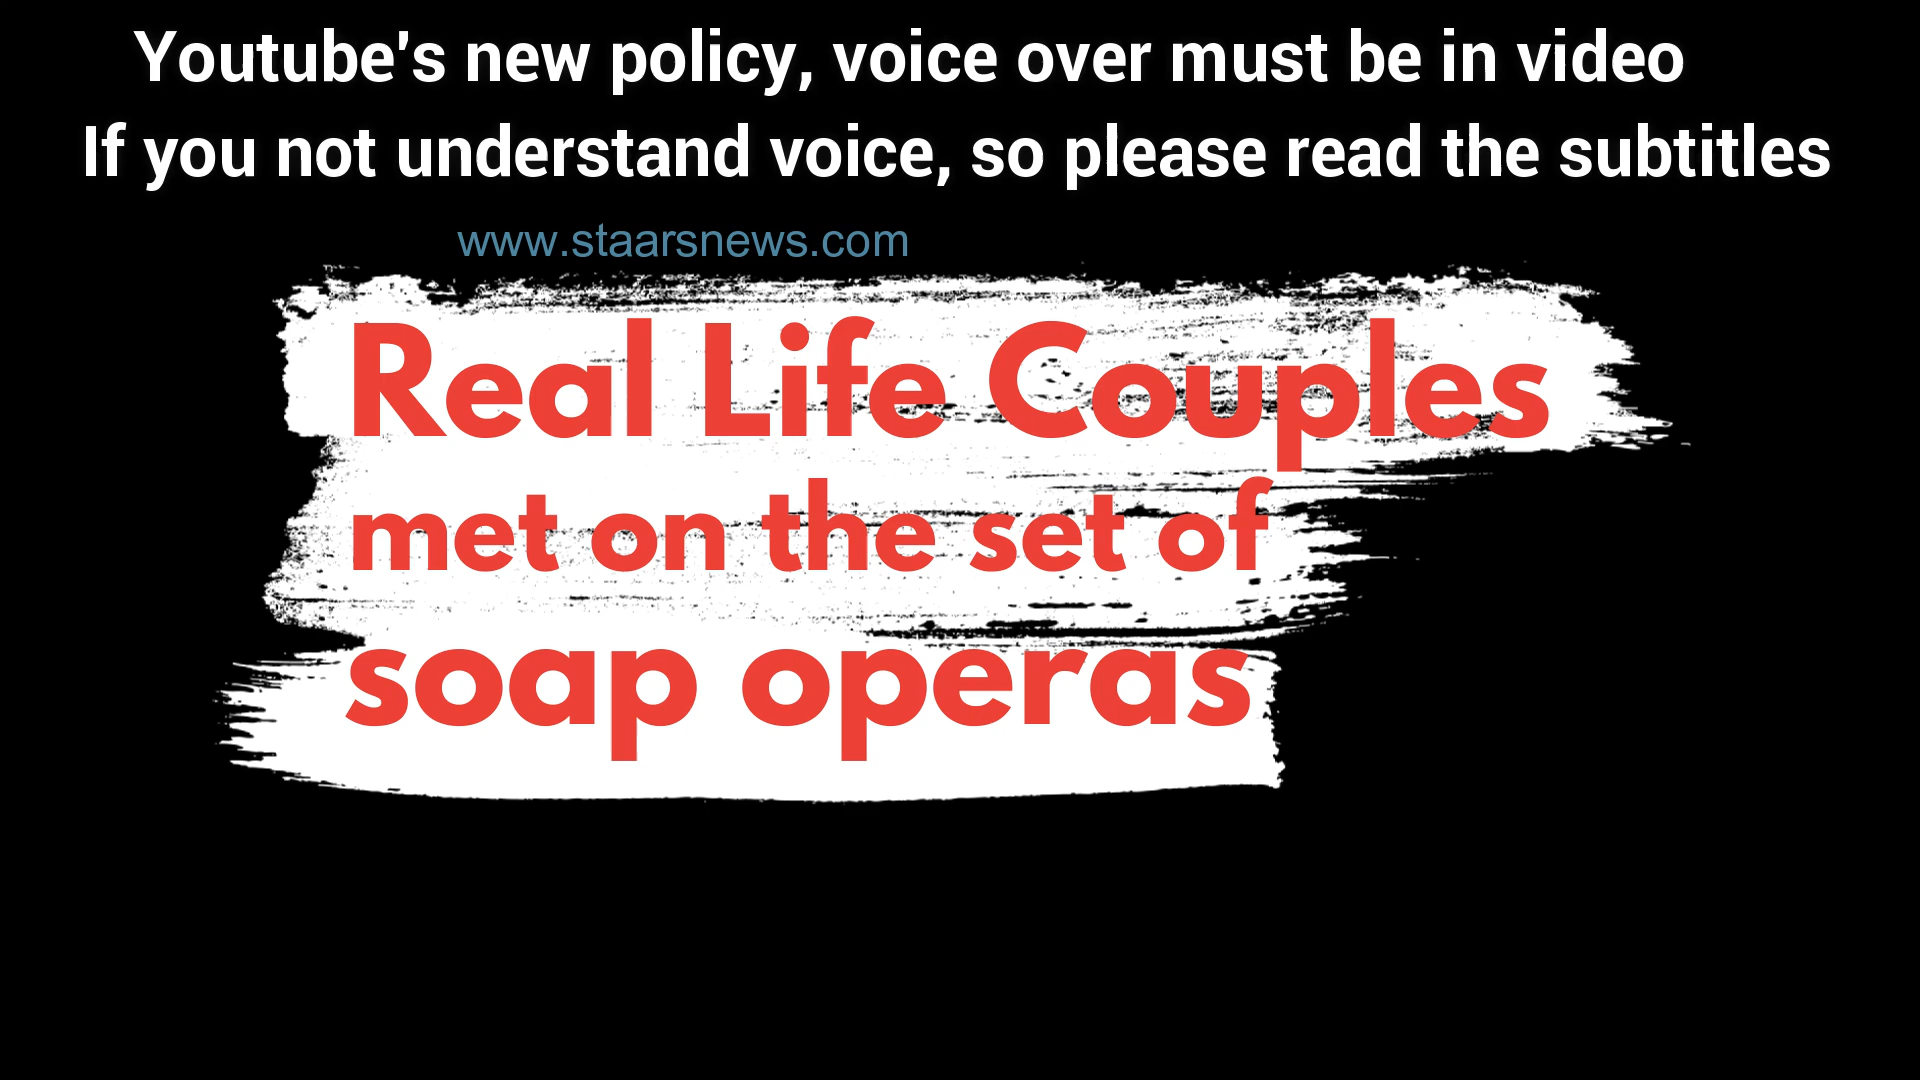 Youtube's new policy, voice over must be in video
If you not understand voice, so please read the subtitles
www.staarsnews.com
Real Life Couples
met on the set of
soap operas